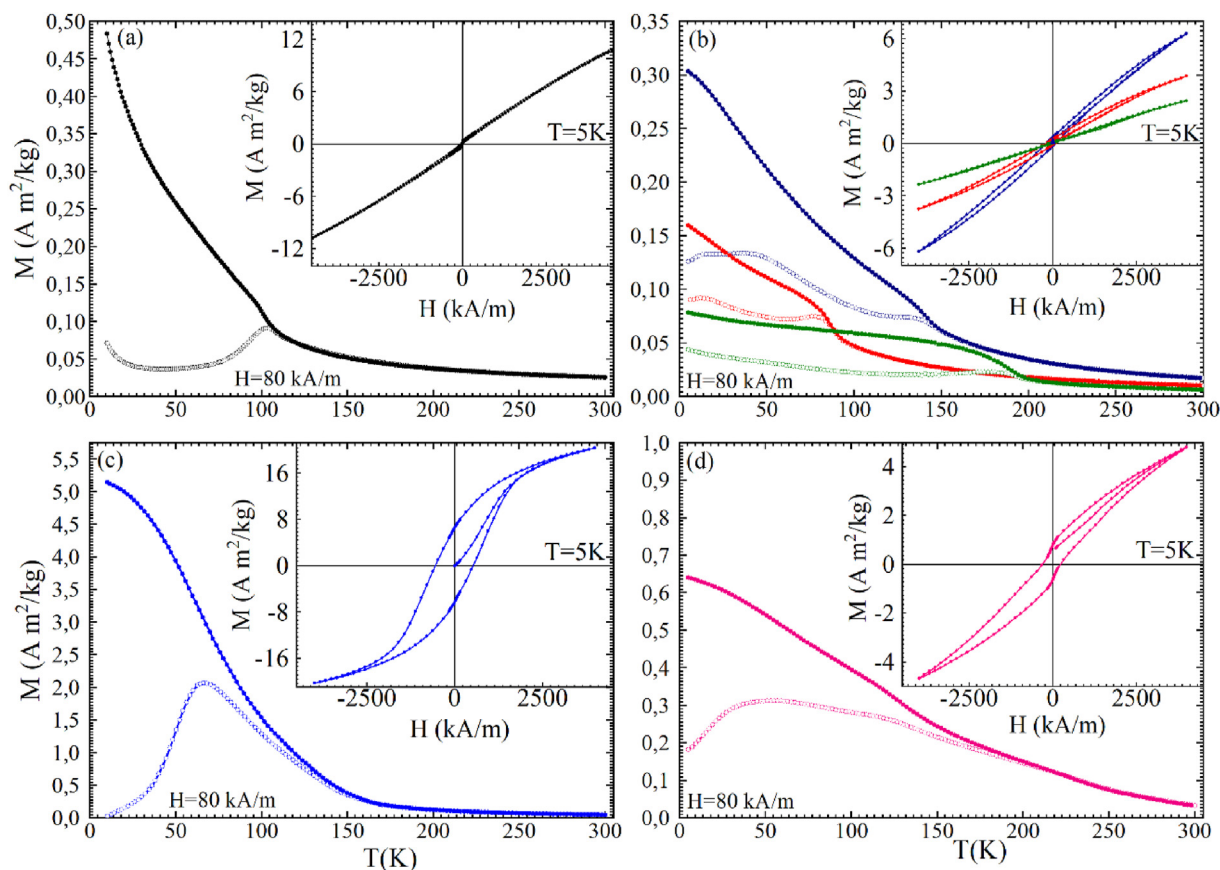 (a)
M (A m²/kg)
0,50
0,45
0,40
0,35
0,30
0,25
0,20
0,15
0,10
0,05
0,00
0 50 100 150 200 250 300
H=80 kA/m
M (A m²/kg)
12
6
0
-6
-12
-2500 0 2500
H (kA/m)
T=5K
(b)
0,35
0,30
0,25
0,20
0,15
0,10
0,05
0,00
0 50 100 150 200 250 300
H=80 kA/m
M (A m²/kg)
6
3
0
-3
-6
-2500 0 2500
H (kA/m)
T=5K
(c)
M (A m²/kg)
5,5
5,0
4,5
4,0
3,5
3,0
2,5
2,0
1,5
1,0
0,5
0,0
0 50 100 150 200 250 300
T(K)
H=80 kA/m
M (A m²/kg)
16
8
0
-8
-16
-2500 0 2500
H (kA/m)
T=5K
(d)
1,0
0,9
0,8
0,7
0,6
0,5
0,4
0,3
0,2
0,1
0,0
0 50 100 150 200 250 300
T(K)
H=80 kA/m
M (A m²/kg)
4
2
0
-2
-4
-2500 0 2500
H (kA/m)
T=5K